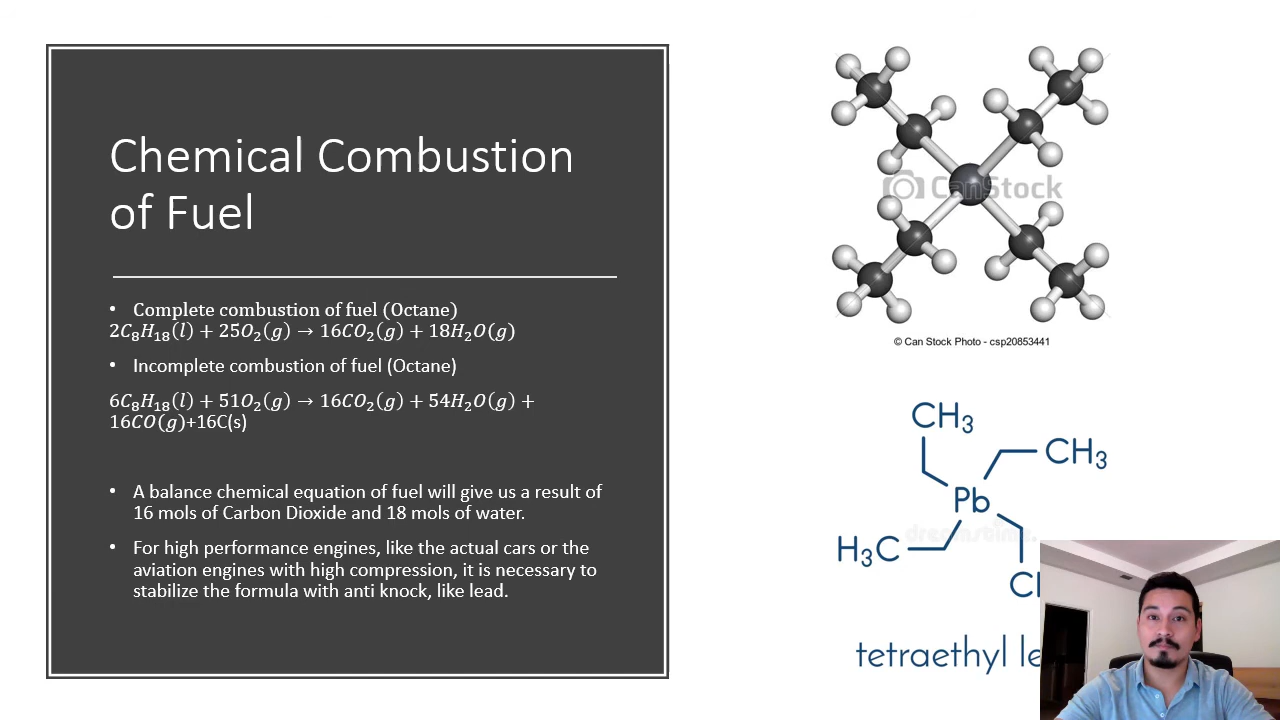 Chemical Combustion
of Fuel
• Complete combustion of fuel (Octane)
2C₈H₁₈(l) + 25O₂(g) → 16CO₂(g) + 18H₂O(g)
• Incomplete combustion of fuel (Octane)
6C₈H₁₈(l) + 51O₂(g) → 16CO₂(g) + 54H₂O(g) +
16CO(g)+16C(s)
• A balance chemical equation of fuel will give us a result of
16 mols of Carbon Dioxide and 18 mols of water.
• For high performance engines, like the actual cars or the
aviation engines with high compression, it is necessary to
stabilize the formula with anti knock, like lead.
CanStock
© Can Stock Photo - csp20853441
CH₃
CH₃
Pb
dreamstime.
H₃C
tetraethyl